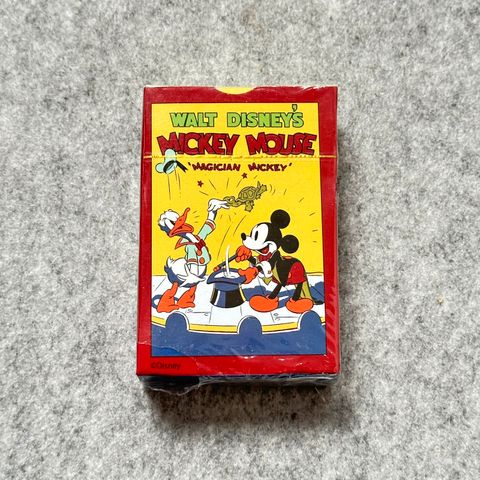 WALT DISNEY'S
MICKEY MOUSE
'MAGICIAN MICKEY'
©Disney